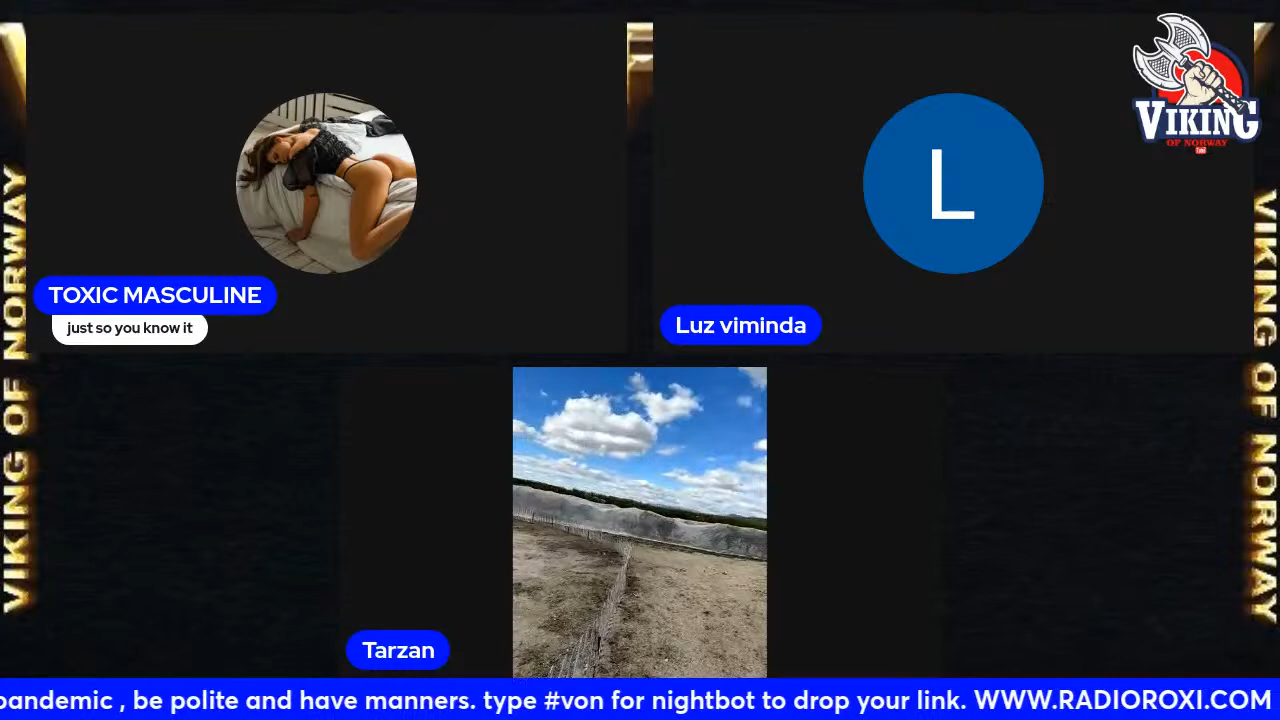 VIKING OF NORWAY
VIKING
OF NORWAY
TOXIC MASCULINE
just so you know it
L
Luz viminda
VIKING OF NORWAY
Tarzan
pandemic , be polite and have manners. type #von for nightbot to drop your link. WWW.RADIOROXI.COM